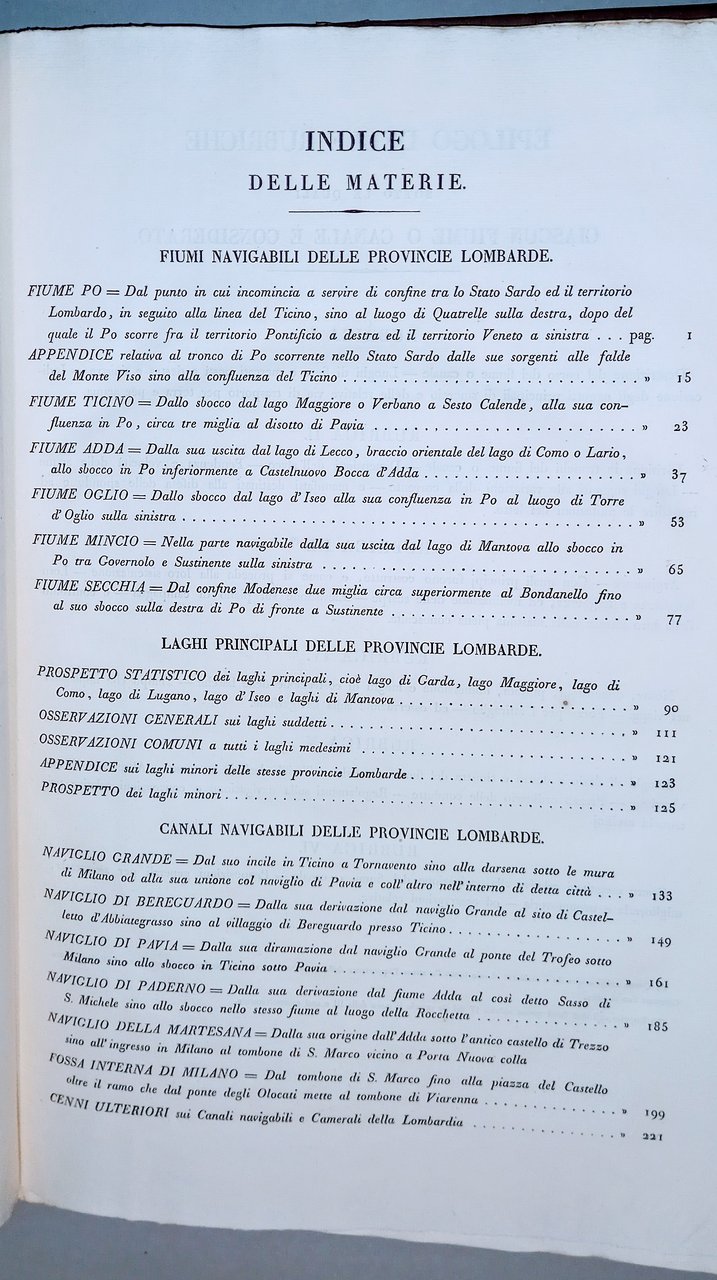 INDICE
DELLE MATERIE.
FIUMI NAVIGABILI DELLE PROVINCIE LOMBARDE.
FIUME PO = Dal punto in cui incomincia a servire di confine tra lo Stato Sardo ed il territorio
Lombardo, in seguito alla linea del Ticino, sino al luogo di Quatrelle sulla destra, dopo del
quale il Po scorre fra il territorio Pontificio a destra ed il territorio Veneto a sinistra . . . pag. 1
APPENDICE relativa al tronco di Po scorrente nello Stato Sardo dalle sue sorgenti alle falde
del Monte Viso sino alla confluenza del Ticino . . . . . . . . . . . . . . . . . . . . . . . . . . » 15
FIUME TICINO = Dallo sbocco dal lago Maggiore o Verbano a Sesto Calende, alla sua con-
fluenza in Po, circa tre miglia al disotto di Pavia . . . . . . . . . . . . . . . . . . . . . . . » 23
FIUME ADDA = Dalla sua uscita dal lago di Lecco, braccio orientale del lago di Como o Lario,
allo sbocco in Po inferiormente a Castelnuovo Bocca d'Adda . . . . . . . . . . . . . . . . . . » 37
FIUME OGLIO = Dallo sbocco dal lago d'Iseo alla sua confluenza in Po al luogo di Torre
d'Oglio sulla sinistra . . . . . . . . . . . . . . . . . . . . . . . . . . . . . . . . . . . . . . » 53
FIUME MINCIO = Nella parte navigabile dalla sua uscita dal lago di Mantova allo sbocco in
Po tra Governolo e Sustinente sulla sinistra . . . . . . . . . . . . . . . . . . . . . . . . . . » 65
FIUME SECCHIA = Dal confine Modenese due miglia circa superiormente al Bondanello fino
al suo sbocco sulla destra di Po di fronte a Sustinente . . . . . . . . . . . . . . . . . . . . » 77
LAGHI PRINCIPALI DELLE PROVINCIE LOMBARDE.
PROSPETTO STATISTICO dei laghi principali, cioè lago di Garda, lago Maggiore, lago di
Como, lago di Lugano, lago d'Iseo e laghi di Mantova . . . . . . . . . . . . . . . . . . . » 90
OSSERVAZIONI GENERALI sui laghi suddetti . . . . . . . . . . . . . . . . . . . . . . . . » 111
OSSERVAZIONI COMUNI a tutti i laghi medesimi . . . . . . . . . . . . . . . . . . . . . . » 121
APPENDICE sui laghi minori delle stesse provincie Lombarde . . . . . . . . . . . . . . . . . » 123
PROSPETTO dei laghi minori . . . . . . . . . . . . . . . . . . . . . . . . . . . . . . . . . » 125
CANALI NAVIGABILI DELLE PROVINCIE LOMBARDE.
NAVIGLIO GRANDE = Dal suo incile in Ticino a Tornavento sino alla darsena sotto le mura
di Milano od alla sua unione col naviglio di Pavia e coll'altro nell'interno di detta città . . . » 133
NAVIGLIO DI BEREGUARDO = Dalla sua derivazione dal naviglio Grande al sito di Castel-
letto d'Abbiategrasso sino al villaggio di Bereguardo presso Ticino . . . . . . . . . . . . . . » 149
NAVIGLIO DI PAVIA = Dalla sua diramazione dal naviglio Grande al ponte del Trofeo sotto
Milano sino allo sbocco in Ticino sotto Pavia . . . . . . . . . . . . . . . . . . . . . . . . » 161
NAVIGLIO DI PADERNO = Dalla sua derivazione dal fiume Adda al così detto Sasso di
S. Michele sino allo sbocco nello stesso fiume al luogo della Rocchetta . . . . . . . . . . . » 185
NAVIGLIO DELLA MARTESANA = Dalla sua origine dall'Adda sotto l'antico castello di Trezzo
sino all'ingresso in Milano al tombone di S. Marco vicino a Porta Nuova colla
FOSSA INTERNA DI MILANO = Dal tombone di S. Marco fino alla piazza del Castello
oltre il ramo che dal ponte degli Olocati mette al tombone di Viarenna . . . . . . . . . . . » 199
CENNI ULTERIORI sui Canali navigabili e Camerali della Lombardia . . . . . . . . . . . . » 221